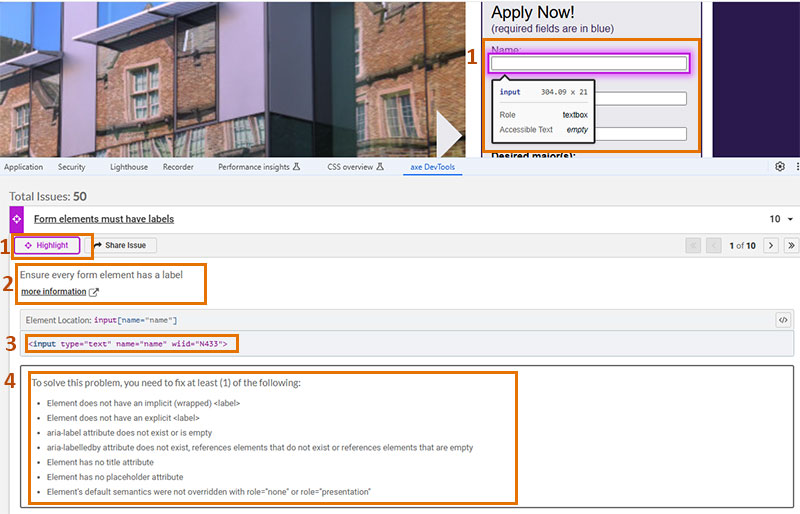 Apply Now!
(required fields are in blue)
1
Name:
input 304.09 x 21
Role textbox
Accessible Text empty
Desired major(s):
Application Security Lighthouse Recorder Performance insights CSS overview axe DevTools
Total Issues: 50
Form elements must have labels 10
1
Highlight Share Issue 1 of 10
2
Ensure every form element has a label
more information
Element Location: input[name="name"] </>
3
<input type="text" name="name" wiid="N433">
4
To solve this problem, you need to fix at least (1) of the following:
• Element does not have an implicit (wrapped) <label>
• Element does not have an explicit <label>
• aria-label attribute does not exist or is empty
• aria-labelledby attribute does not exist, references elements that do not exist or references elements that are empty
• Element has no title attribute
• Element has no placeholder attribute
• Element's default semantics were not overridden with role="none" or role="presentation"